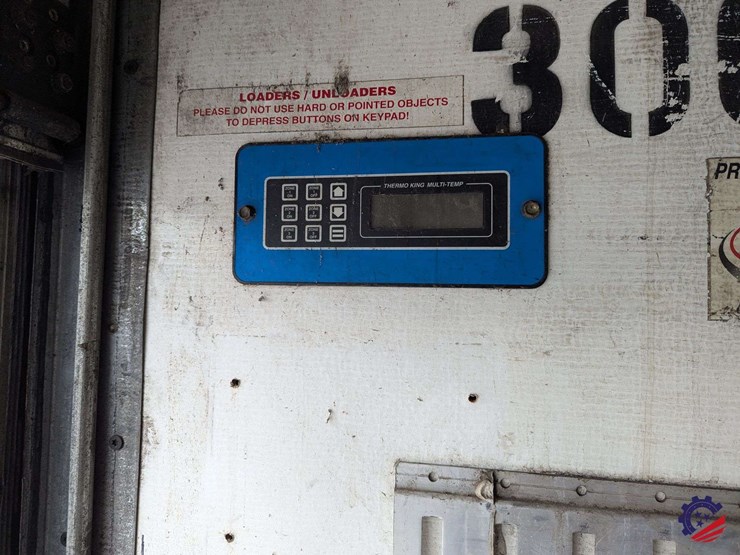 300
LOADERS / UNLOADERS
PLEASE DO NOT USE HARD OR POINTED OBJECTS
TO DEPRESS BUTTONS ON KEYPAD!
THERMO KING MULTI-TEMP
PR